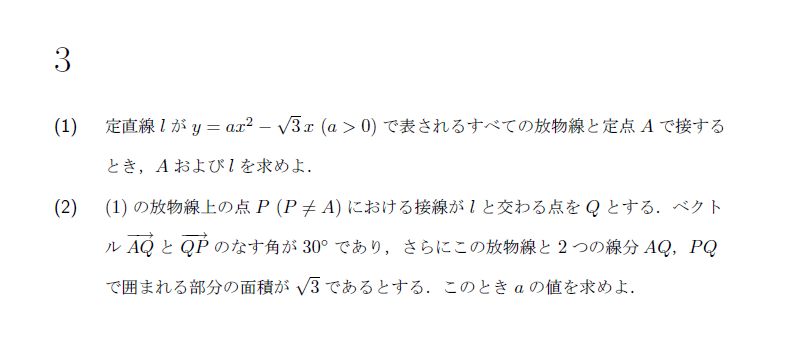 3
(1) 定直線 l が y = ax² − √3 x (a > 0) で表されるすべての放物線と定点 A で接する
とき，A および l を求めよ．
(2) (1) の放物線上の点 P (P ≠ A) における接線が l と交わる点を Q とする．ベクト
ル \overrightarrow{AQ} と \overrightarrow{QP} のなす角が 30° であり，さらにこの放物線と 2 つの線分 AQ，PQ
で囲まれる部分の面積が √3 であるとする．このとき a の値を求めよ．